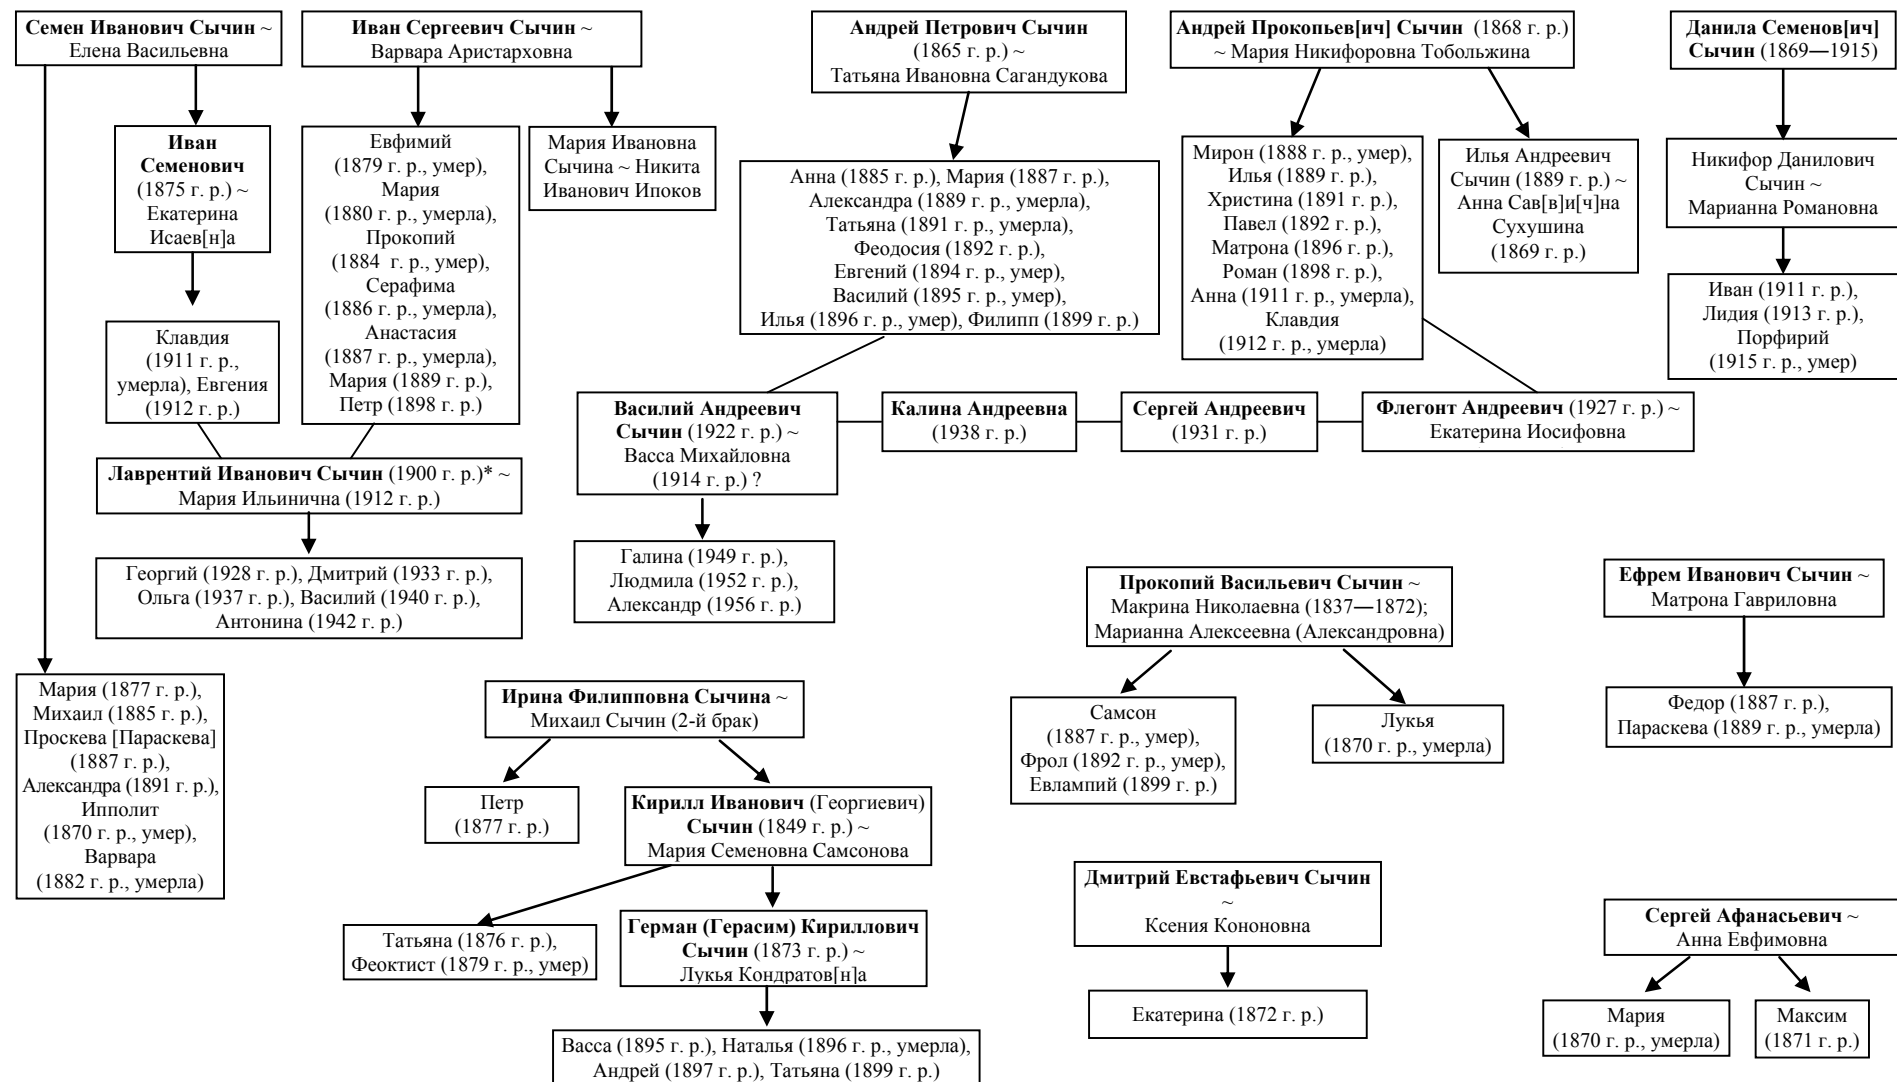 Семен Иванович Сычин ~
Елена Васильевна
Иван Сергеевич Сычин ~
Варвара Аристарховна
Андрей Петрович Сычин
(1865 г. р.) ~
Татьяна Ивановна Сагандукова
Андрей Прокопьев[ич] Сычин (1868 г. р.)
~ Мария Никифоровна Тобольжина
Данила Семенов[ич]
Сычин (1869—1915)
Иван
Семенович
(1875 г. р.) ~
Екатерина
Исаев[н]а
Евфимий
(1879 г. р., умер),
Мария
(1880 г. р., умерла),
Прокопий
(1884 г. р., умер),
Серафима
(1886 г. р., умерла),
Анастасия
(1887 г. р., умерла),
Мария (1889 г. р.),
Петр (1898 г. р.)
Мария Ивановна
Сычина ~ Никита
Иванович Ипоков
Анна (1885 г. р.), Мария (1887 г. р.),
Александра (1889 г. р., умерла),
Татьяна (1891 г. р., умерла),
Феодосия (1892 г. р.),
Евгений (1894 г. р., умер),
Василий (1895 г. р., умер),
Илья (1896 г. р., умер), Филипп (1899 г. р.)
Мирон (1888 г. р., умер),
Илья (1889 г. р.),
Христина (1891 г. р.),
Павел (1892 г. р.),
Матрона (1896 г. р.),
Роман (1898 г. р.),
Анна (1911 г. р., умерла),
Клавдия
(1912 г. р., умерла)
Илья Андреевич
Сычин (1889 г. р.) ~
Анна Сав[в]и[ч]на
Сухушина
(1869 г. р.)
Никифор Данилович
Сычин ~
Марианна Романовна
Иван (1911 г. р.),
Лидия (1913 г. р.),
Порфирий
(1915 г. р., умер)
Клавдия
(1911 г. р.,
умерла), Евгения
(1912 г. р.)
Василий Андреевич
Сычин (1922 г. р.) ~
Васса Михайловна
(1914 г. р.) ?
Калина Андреевна
(1938 г. р.)
Сергей Андреевич
(1931 г. р.)
Флегонт Андреевич (1927 г. р.) ~
Екатерина Иосифовна
Лаврентий Иванович Сычин (1900 г. р.)* ~
Мария Ильинична (1912 г. р.)
Георгий (1928 г. р.), Дмитрий (1933 г. р.),
Ольга (1937 г. р.), Василий (1940 г. р.),
Антонина (1942 г. р.)
Галина (1949 г. р.),
Людмила (1952 г. р.),
Александр (1956 г. р.)
Прокопий Васильевич Сычин ~
Макрина Николаевна (1837—1872);
Марианна Алексеевна (Александровна)
Ефрем Иванович Сычин ~
Матрона Гавриловна
Мария (1877 г. р.),
Михаил (1885 г. р.),
Проскева [Параскева]
(1887 г. р.),
Александра (1891 г. р.),
Ипполит
(1870 г. р., умер),
Варвара
(1882 г. р., умерла)
Ирина Филипповна Сычина ~
Михаил Сычин (2-й брак)
Самсон
(1887 г. р., умер),
Фрол (1892 г. р., умер),
Евлампий (1899 г. р.)
Лукья
(1870 г. р., умерла)
Федор (1887 г. р.),
Параскева (1889 г. р., умерла)
Петр
(1877 г. р.)
Кирилл Иванович (Георгиевич)
Сычин (1849 г. р.) ~
Мария Семеновна Самсонова
Дмитрий Евстафьевич Сычин
~
Ксения Кононовна
Сергей Афанасьевич ~
Анна Евфимовна
Татьяна (1876 г. р.),
Феоктист (1879 г. р., умер)
Герман (Герасим) Кириллович
Сычин (1873 г. р.) ~
Лукья Кондратов[н]а
Екатерина (1872 г. р.)
Мария
(1870 г. р., умерла)
Максим
(1871 г. р.)
Васса (1895 г. р.), Наталья (1896 г. р., умерла),
Андрей (1897 г. р.), Татьяна (1899 г. р.)